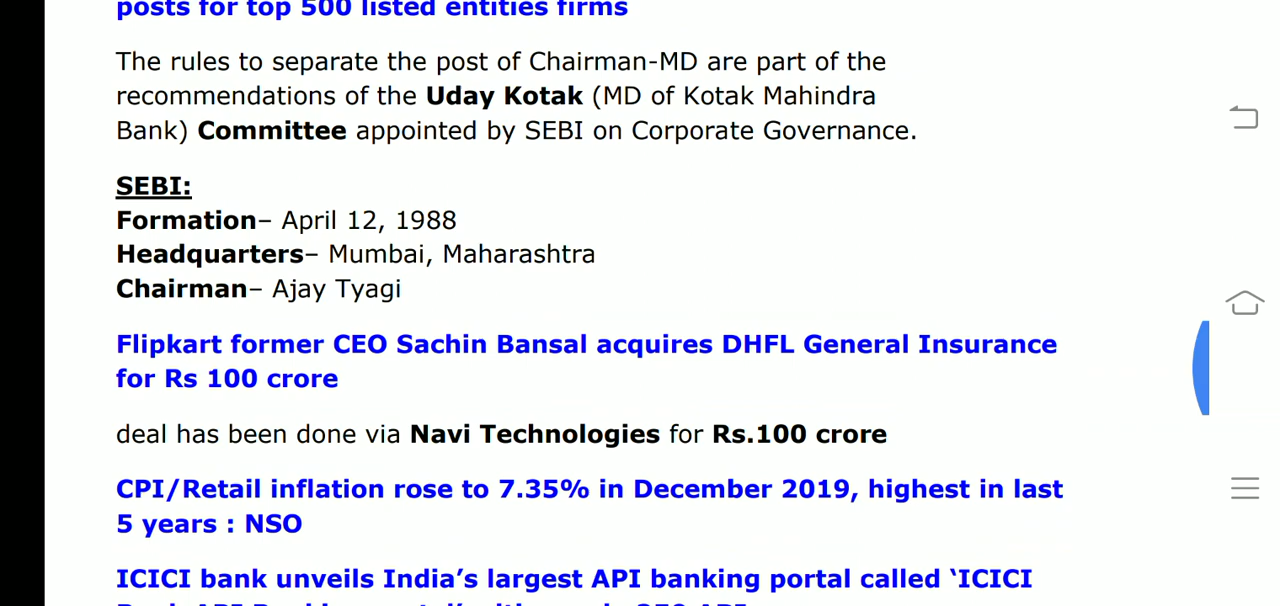 posts for top 500 listed entities firms
The rules to separate the post of Chairman-MD are part of the
recommendations of the Uday Kotak (MD of Kotak Mahindra
Bank) Committee appointed by SEBI on Corporate Governance.
SEBI:
Formation– April 12, 1988
Headquarters– Mumbai, Maharashtra
Chairman– Ajay Tyagi
Flipkart former CEO Sachin Bansal acquires DHFL General Insurance
for Rs 100 crore
deal has been done via Navi Technologies for Rs.100 crore
CPI/Retail inflation rose to 7.35% in December 2019, highest in last
5 years : NSO
ICICI bank unveils India’s largest API banking portal called ‘ICICI
Bank API Banking portal’ with